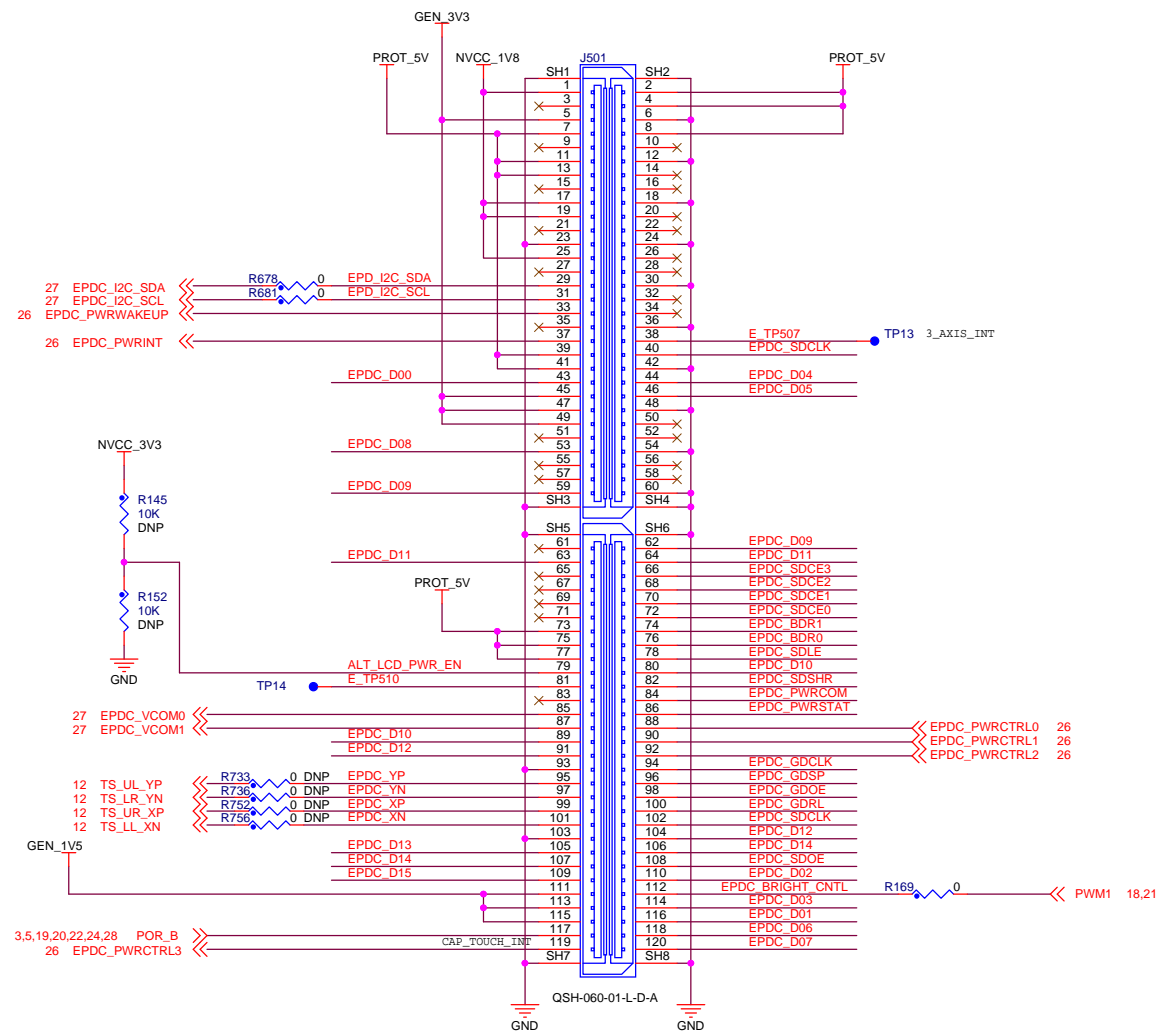 GEN_3V3
PROT_5V NVCC_1V8 J501 PROT_5V
SH1 SH2
1 2
3 4
5 6
7 8
9 10
11 12
13 14
15 16
17 18
19 20
21 22
23 24
25 26
27 28
27 EPDC_I2C_SDA R678 0 EPD_I2C_SDA 29 30
27 EPDC_I2C_SCL R681 0 EPD_I2C_SCL 31 32
26 EPDC_PWRWAKEUP 33 34
35 36
26 EPDC_PWRINT 37 38 E_TP507 TP13 3_AXIS_INT
39 40 EPDC_SDCLK
41 42
EPDC_D00 43 44 EPDC_D04
45 46 EPDC_D05
47 48
49 50
51 52
NVCC_3V3
EPDC_D08 53 54
55 56
57 58
EPDC_D09 59 60
SH3 SH4
R145
10K
DNP
SH5 SH6
61 62 EPDC_D09
EPDC_D11 63 64 EPDC_D11
65 66 EPDC_SDCE3
PROT_5V 67 68 EPDC_SDCE2
R152
10K
DNP
69 70 EPDC_SDCE1
71 72 EPDC_SDCE0
73 74 EPDC_BDR1
75 76 EPDC_BDR0
77 78 EPDC_SDLE
GND
ALT_LCD_PWR_EN 79 80 EPDC_D10
TP14 E_TP510 81 82 EPDC_SDSHR
83 84 EPDC_PWRCOM
27 EPDC_VCOM0 85 86 EPDC_PWRSTAT
27 EPDC_VCOM1 87 88 EPDC_PWRCTRL0 26
EPDC_D10 89 90 EPDC_PWRCTRL1 26
EPDC_D12 91 92 EPDC_PWRCTRL2 26
93 94 EPDC_GDCLK
12 TS_UL_YP R733 0 DNP EPDC_YP 95 96 EPDC_GDSP
12 TS_LR_YN R736 0 DNP EPDC_YN 97 98 EPDC_GDOE
12 TS_UR_XP R752 0 DNP EPDC_XP 99 100 EPDC_GDRL
12 TS_LL_XN R756 0 DNP EPDC_XN 101 102 EPDC_SDCLK
103 104 EPDC_D12
GEN_1V5
EPDC_D13 105 106 EPDC_D14
EPDC_D14 107 108 EPDC_SDOE
EPDC_D15 109 110 EPDC_D02
111 112 EPDC_BRIGHT_CNTL R169 0 PWM1 18,21
113 114 EPDC_D03
115 116 EPDC_D01
3,5,19,20,22,24,28 POR_B 117 118 EPDC_D06
26 EPDC_PWRCTRL3 CAP_TOUCH_INT 119 120 EPDC_D07
SH7 SH8
QSH-060-01-L-D-A
GND GND